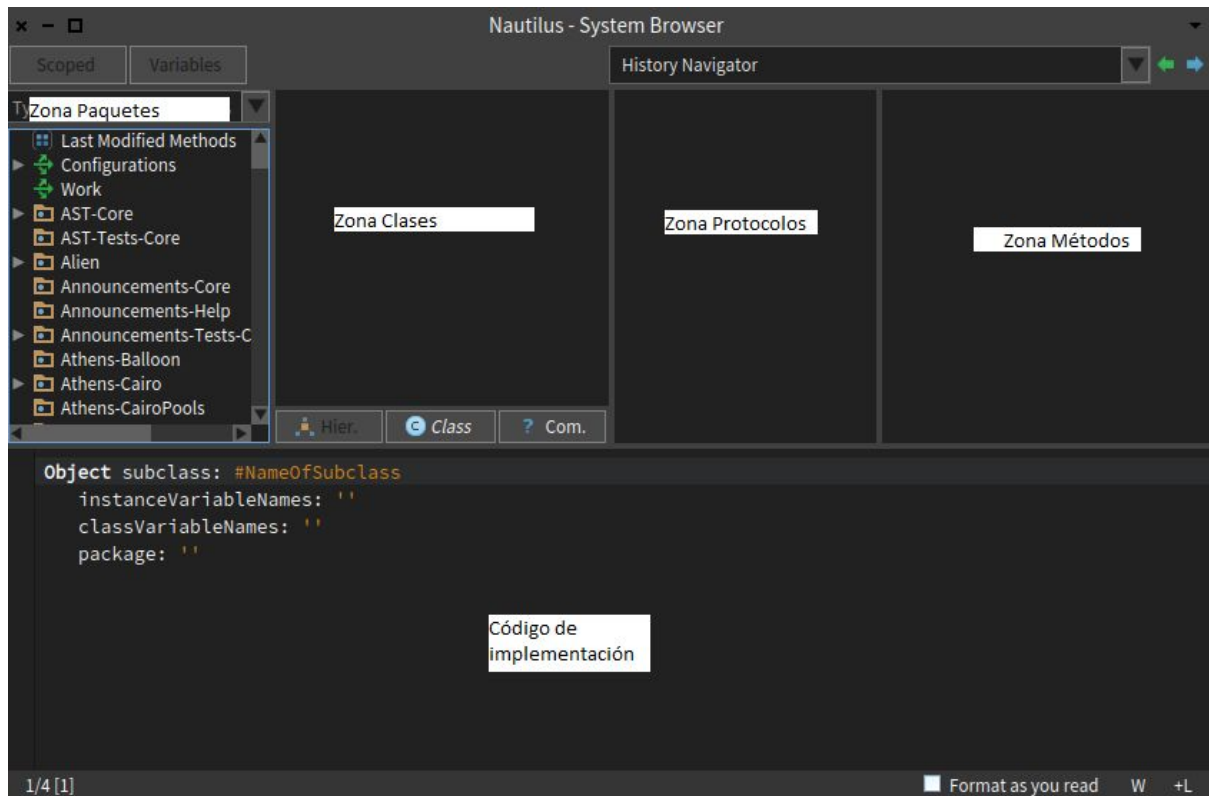 Nautilus - System Browser
Scoped
Variables
History Navigator
Zona Paquetes
Last Modified Methods
Configurations
Work
AST-Core
AST-Tests-Core
Alien
Announcements-Core
Announcements-Help
Announcements-Tests-C
Athens-Balloon
Athens-Cairo
Athens-CairoPools
Zona Clases
Zona Protocolos
Zona Métodos
Hier.
Class
? Com.
Object subclass: #NameOfSubclass
instanceVariableNames: ''
classVariableNames: ''
package: ''
Código de
implementación
1/4 [1]
Format as you read
W
+L